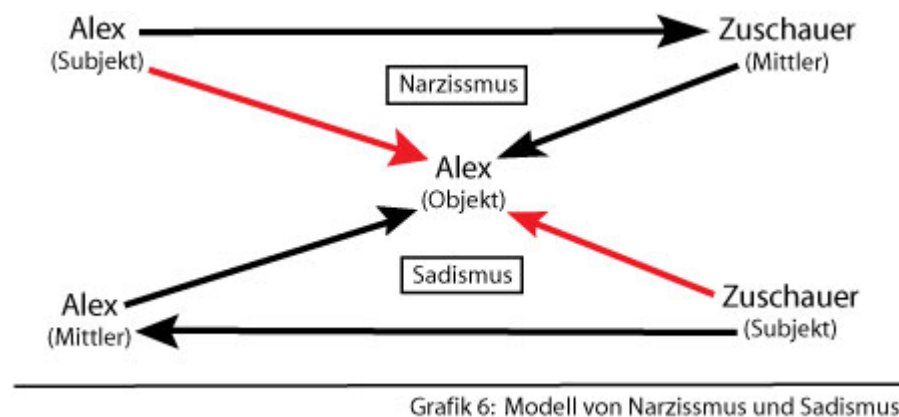 Alex
(Subjekt)
Zuschauer
(Mittler)
Narzissmus
Alex
(Objekt)
Sadismus
Alex
(Mittler)
Zuschauer
(Subjekt)
Grafik 6: Modell von Narzissmus und Sadismus